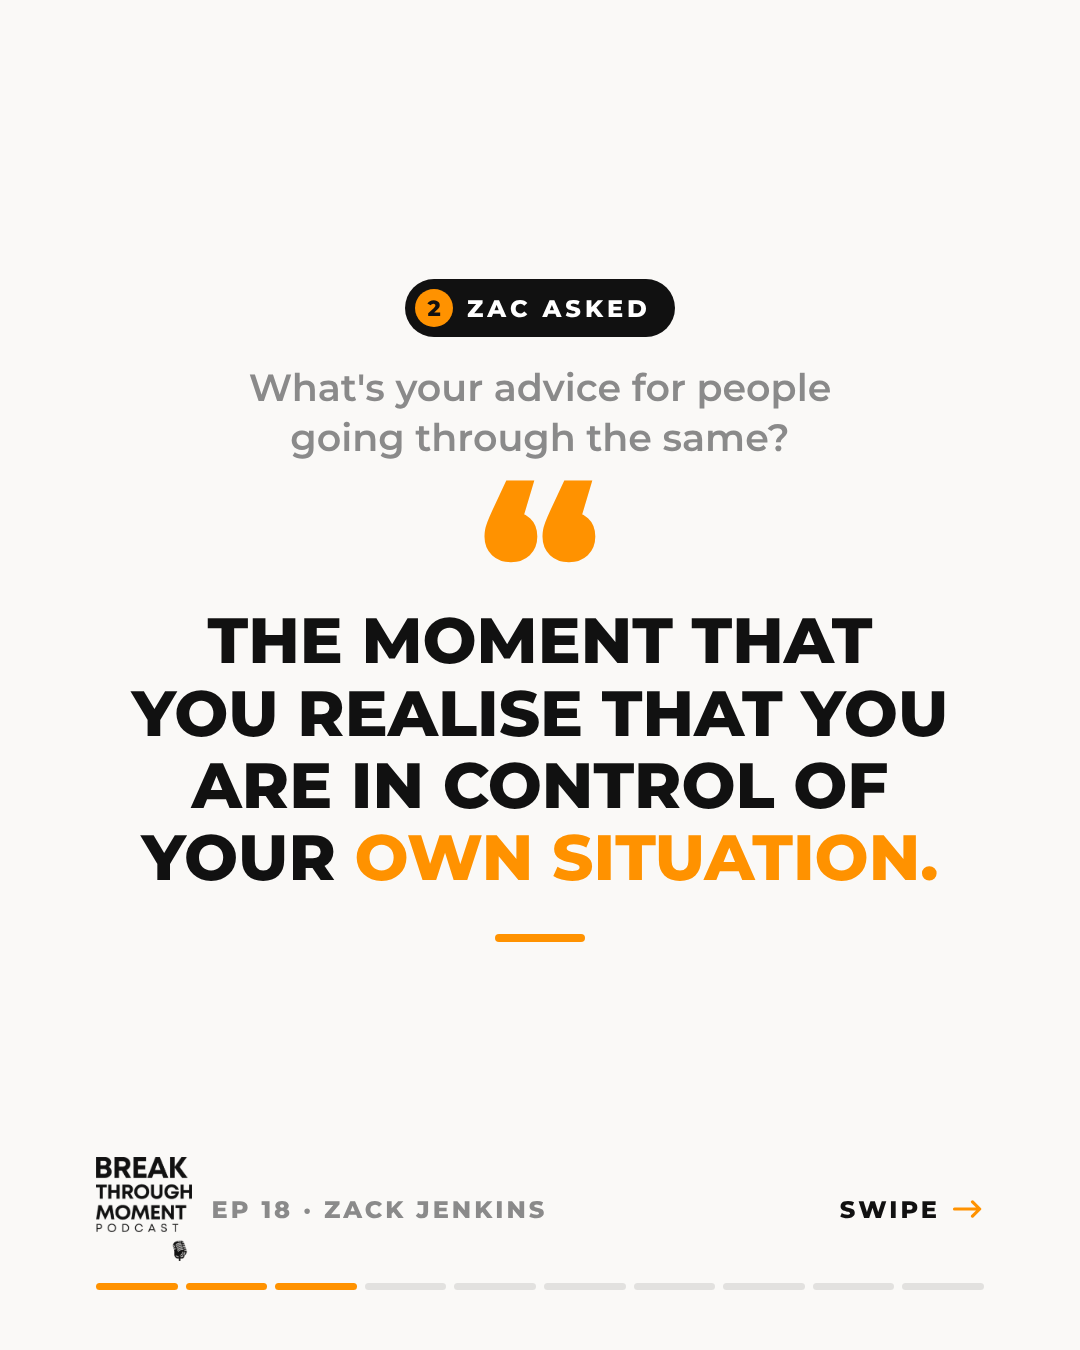 2 ZAC ASKED
What's your advice for people
going through the same?
“
THE MOMENT THAT
YOU REALISE THAT YOU
ARE IN CONTROL OF
YOUR OWN SITUATION.
BREAK
THROUGH
MOMENT
PODCAST
EP 18 · ZACK JENKINS
SWIPE →